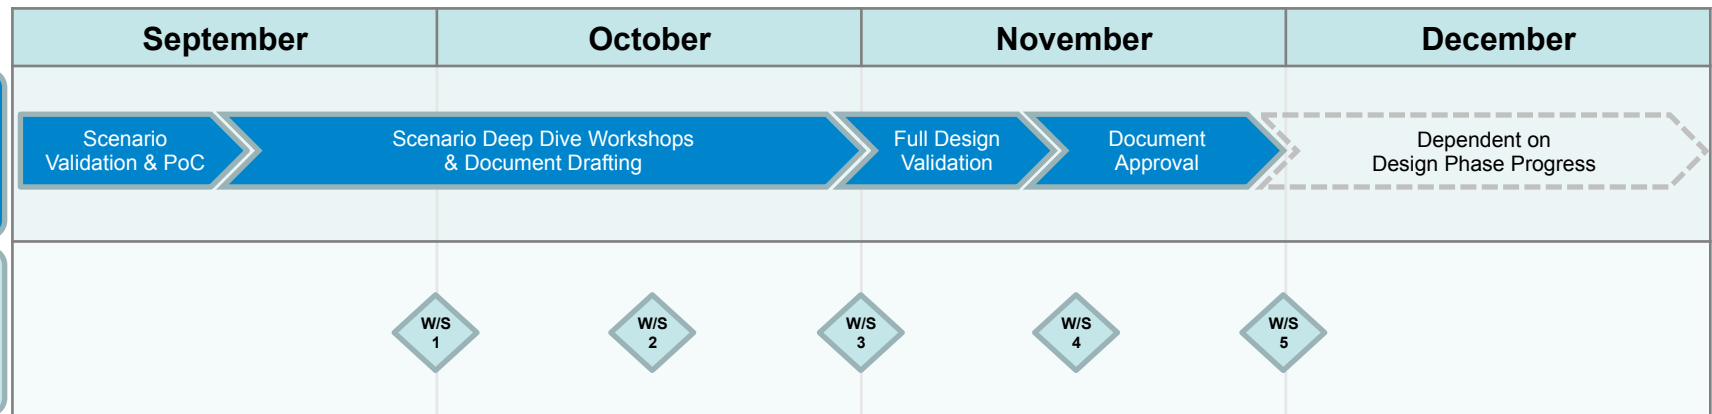 September
October
November
December
Scenario
Validation & PoC
Scenario Deep Dive Workshops
& Document Drafting
Full Design
Validation
Document
Approval
Dependent on
Design Phase Progress
W/S
1
W/S
2
W/S
3
W/S
4
W/S
5